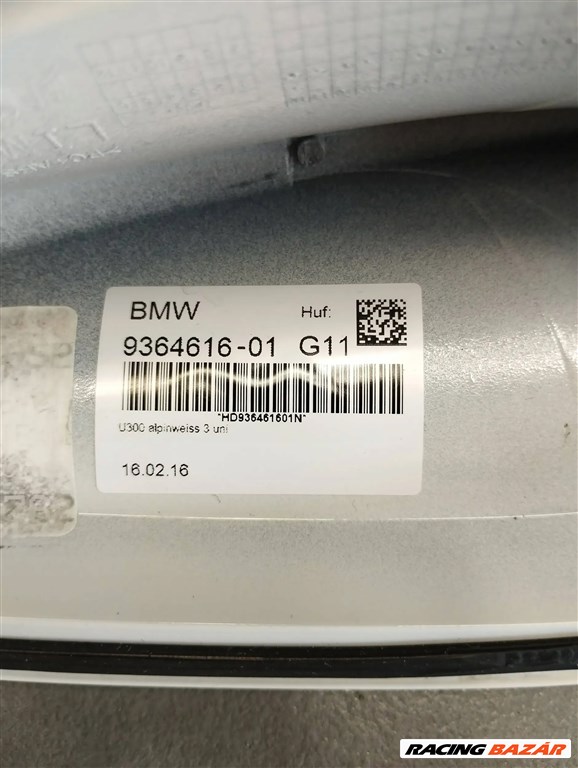 BMW
Huf:
9364616-01 G11
*HD936461601N*
U300 alpinweiss 3 uni
16.02.16
RACING BAZÁR